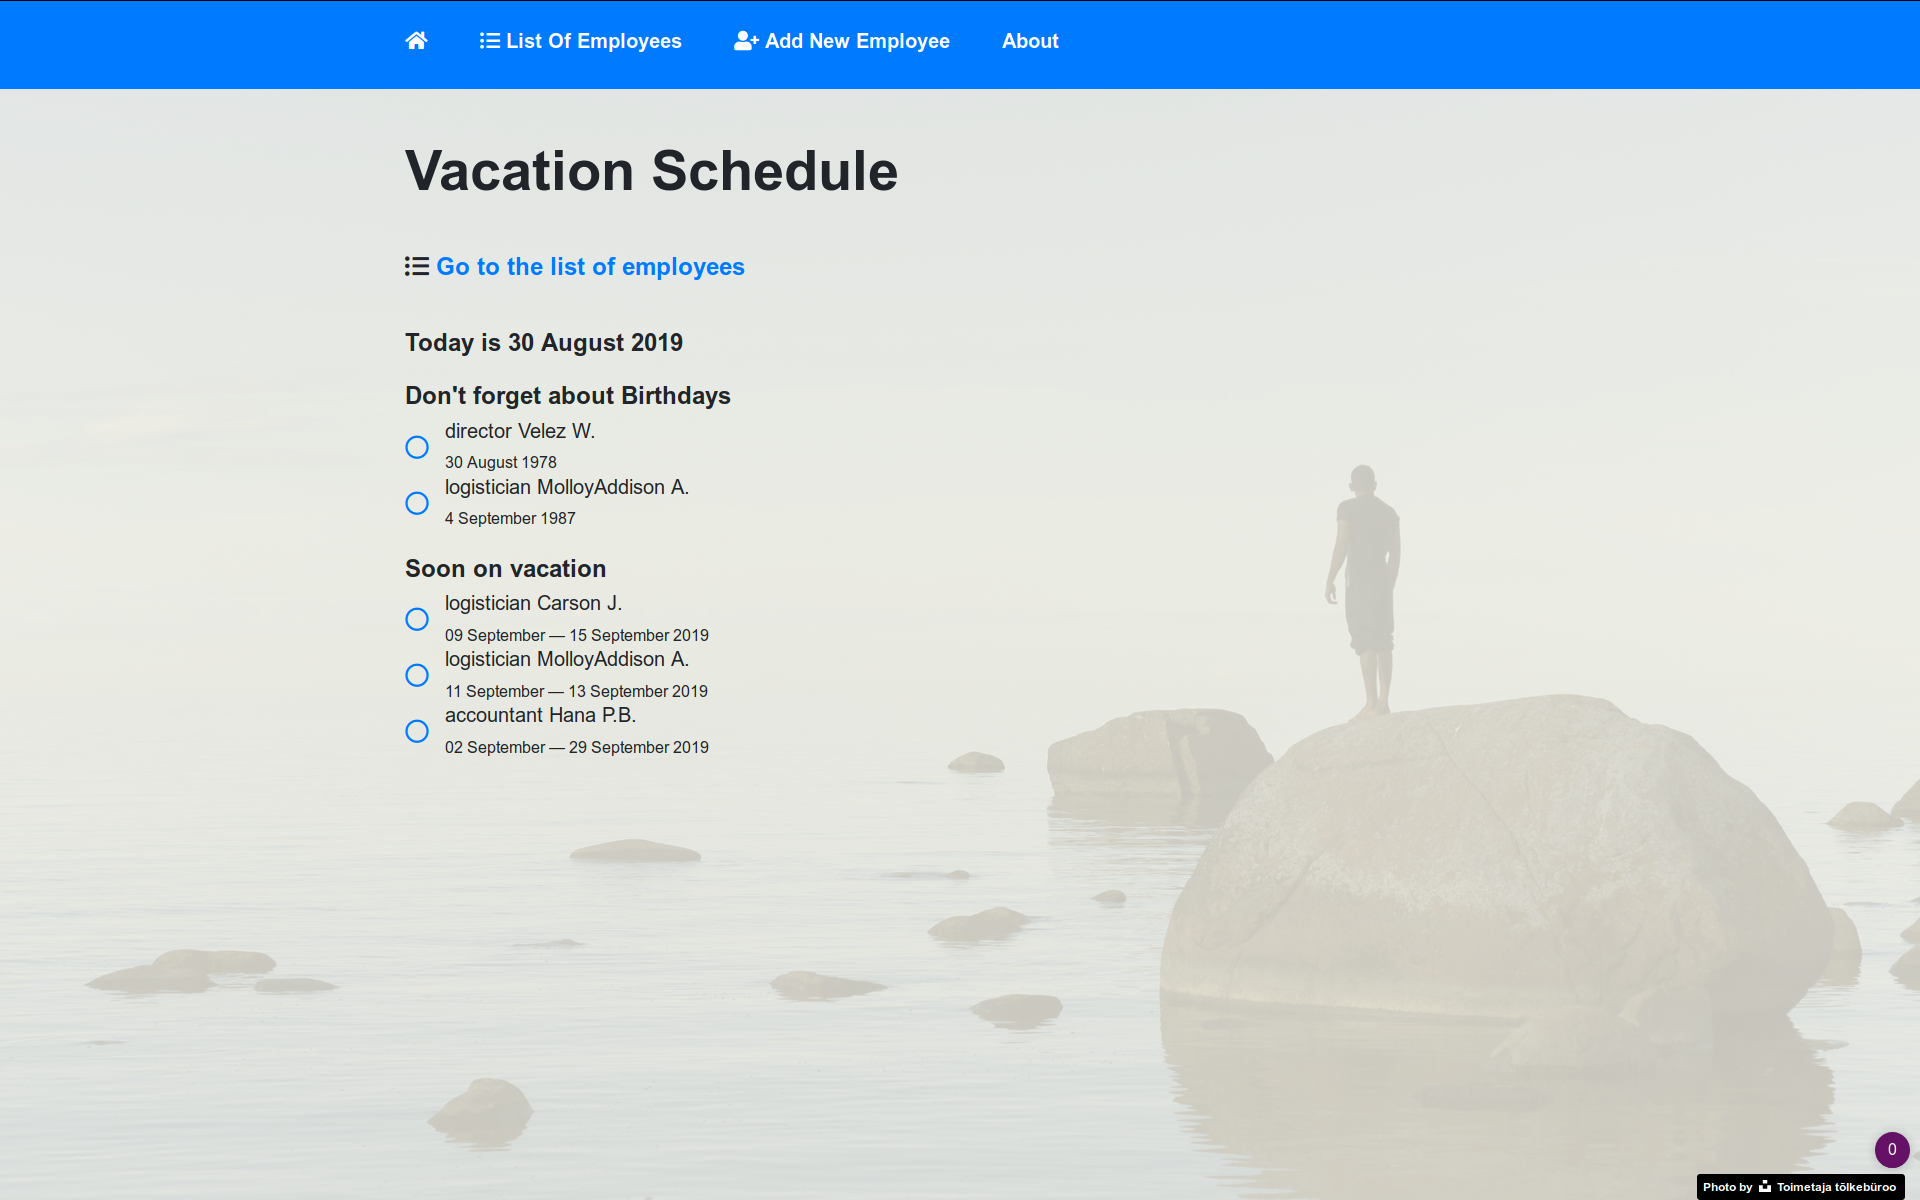 List Of Employees
Add New Employee
About
Vacation Schedule
Go to the list of employees
Today is 30 August 2019
Don't forget about Birthdays
director Velez W.
30 August 1978
logistician MolloyAddison A.
4 September 1987
Soon on vacation
logistician Carson J.
09 September — 15 September 2019
logistician MolloyAddison A.
11 September — 13 September 2019
accountant Hana P.B.
02 September — 29 September 2019
0
Photo by Toimetaja tõlkebüroo